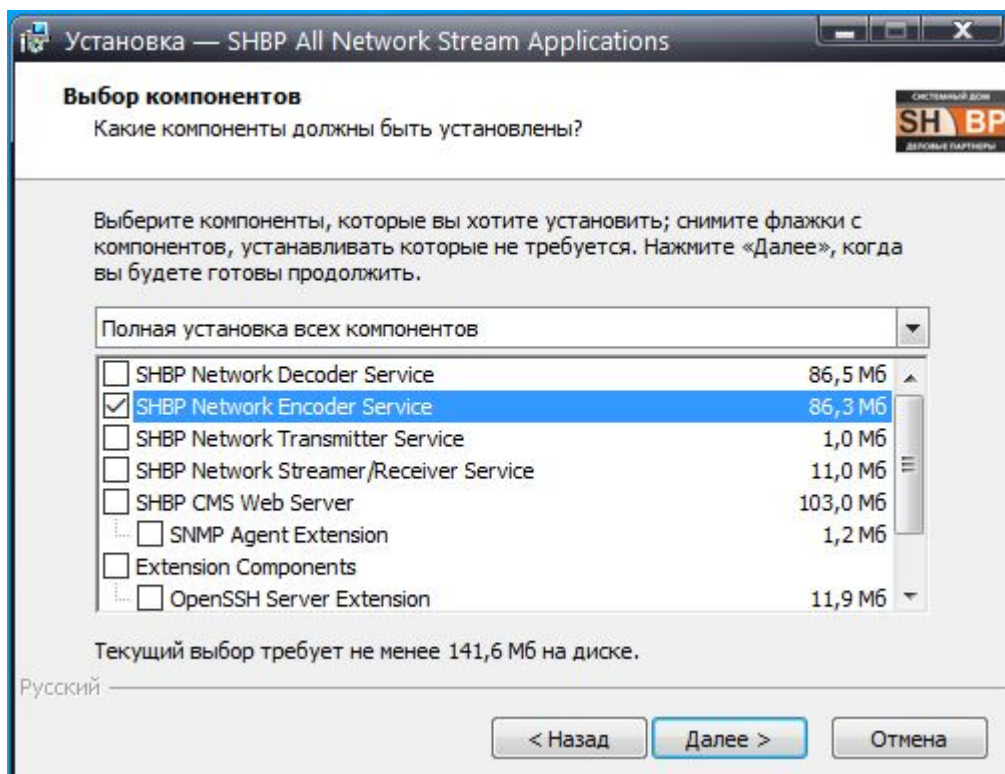 Установка — SHBP All Network Stream Applications
Выбор компонентов
Какие компоненты должны быть установлены?
СИСТЕМНЫЙ ДОМ
SH BP
ДЕЛОВЫЕ ПАРТНЕРЫ
Выберите компоненты, которые вы хотите установить; снимите флажки с
компонентов, устанавливать которые не требуется. Нажмите «Далее», когда
вы будете готовы продолжить.
Полная установка всех компонентов
SHBP Network Decoder Service 86,5 Мб
SHBP Network Encoder Service 86,3 Мб
SHBP Network Transmitter Service 1,0 Мб
SHBP Network Streamer/Receiver Service 11,0 Мб
SHBP CMS Web Server 103,0 Мб
SNMP Agent Extension 1,2 Мб
Extension Components
OpenSSH Server Extension 11,9 Мб
Текущий выбор требует не менее 141,6 Мб на диске.
Русский
< Назад Далее > Отмена